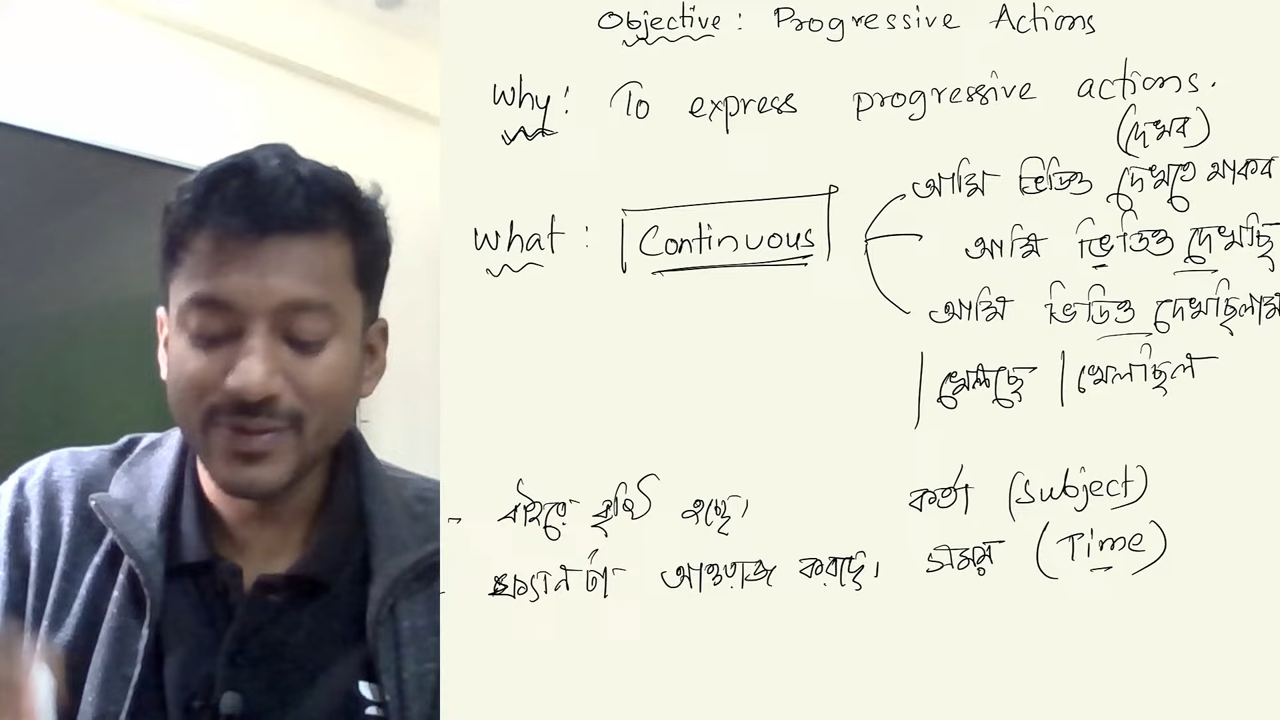 Objective : Progressive Actions
Why : To express progressive actions.
(দেখব)
আমি ভিডিও দেখতে থাকব
What : Continuous
আমি ভিডিও দেখছি
আমি ভিডিও দেখছিলাম
| খেলছে | খেলছিল
- বাইরে বৃষ্টি হচ্ছে। কর্তা (Subject)
- ফ্যানটা আওয়াজ করছে। সময় (Time)